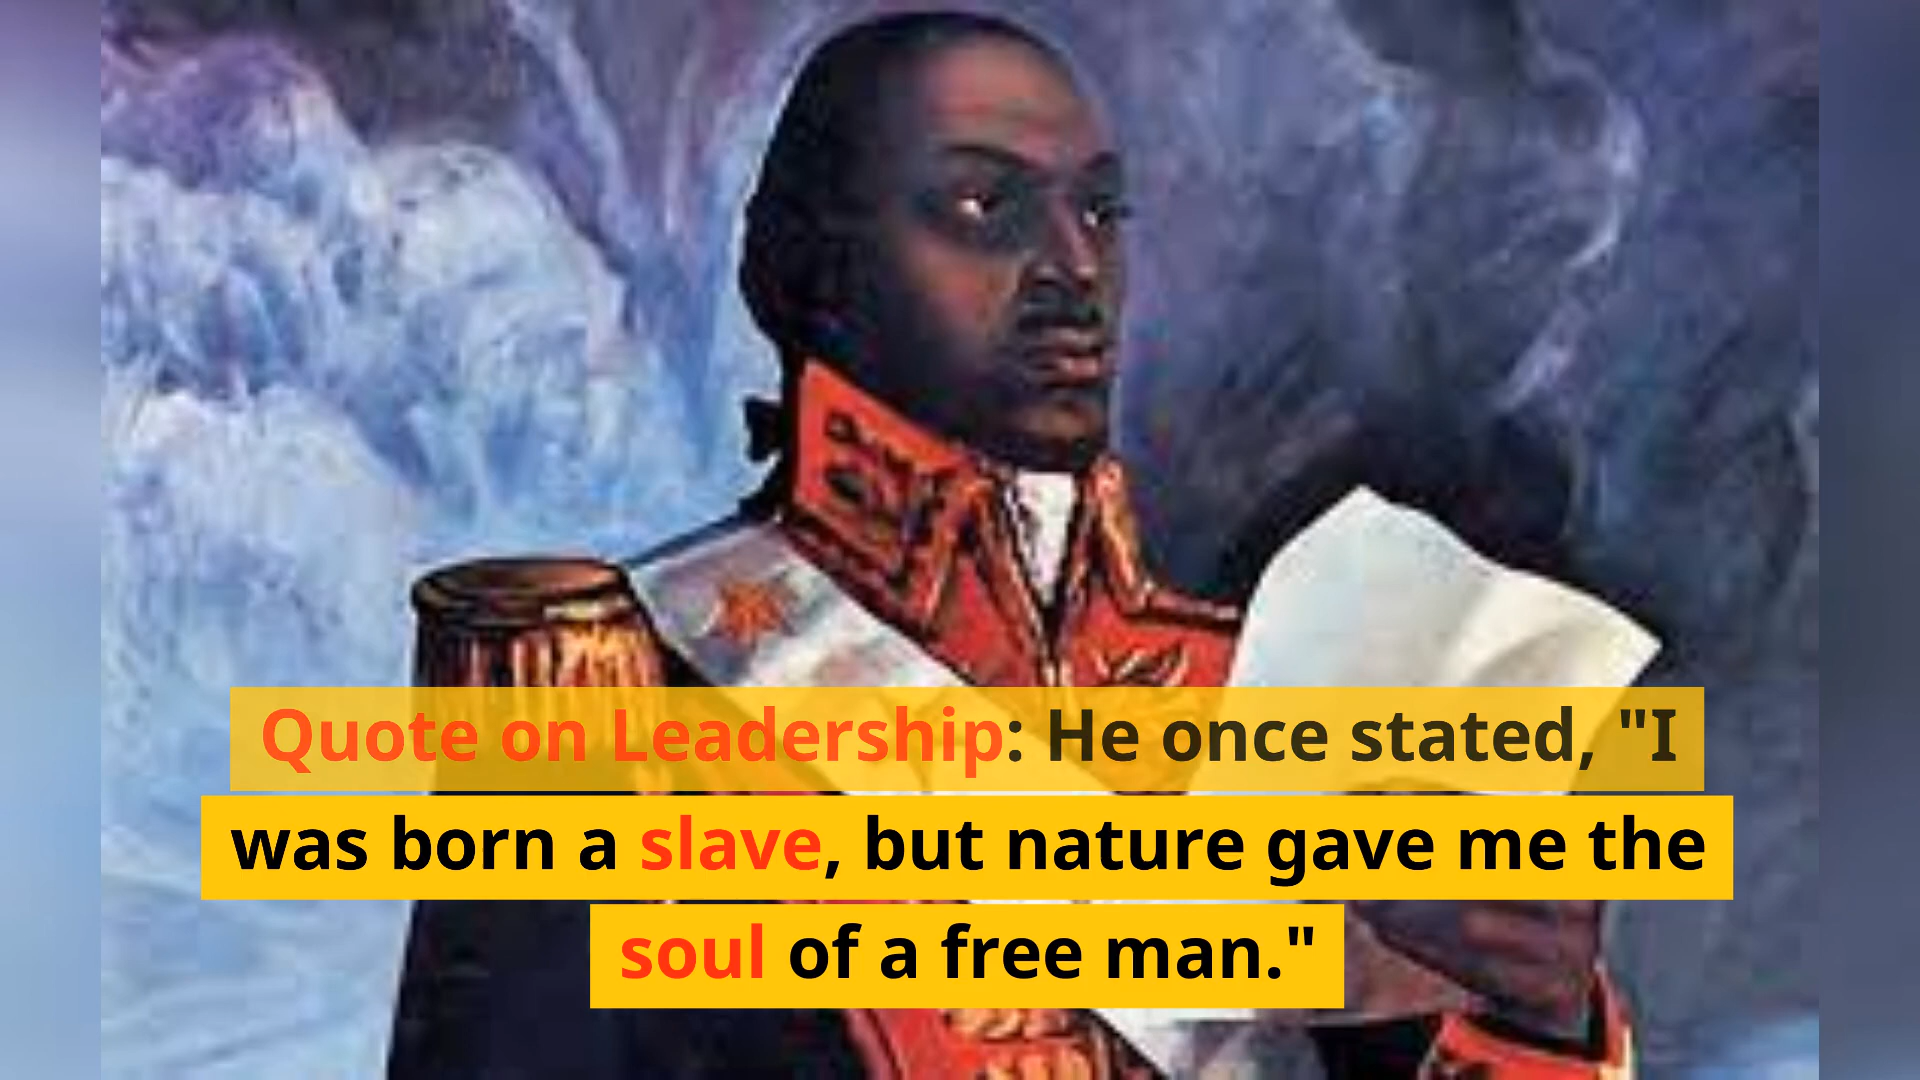 Quote on Leadership: He once stated, "I
was born a slave, but nature gave me the
soul of a free man."